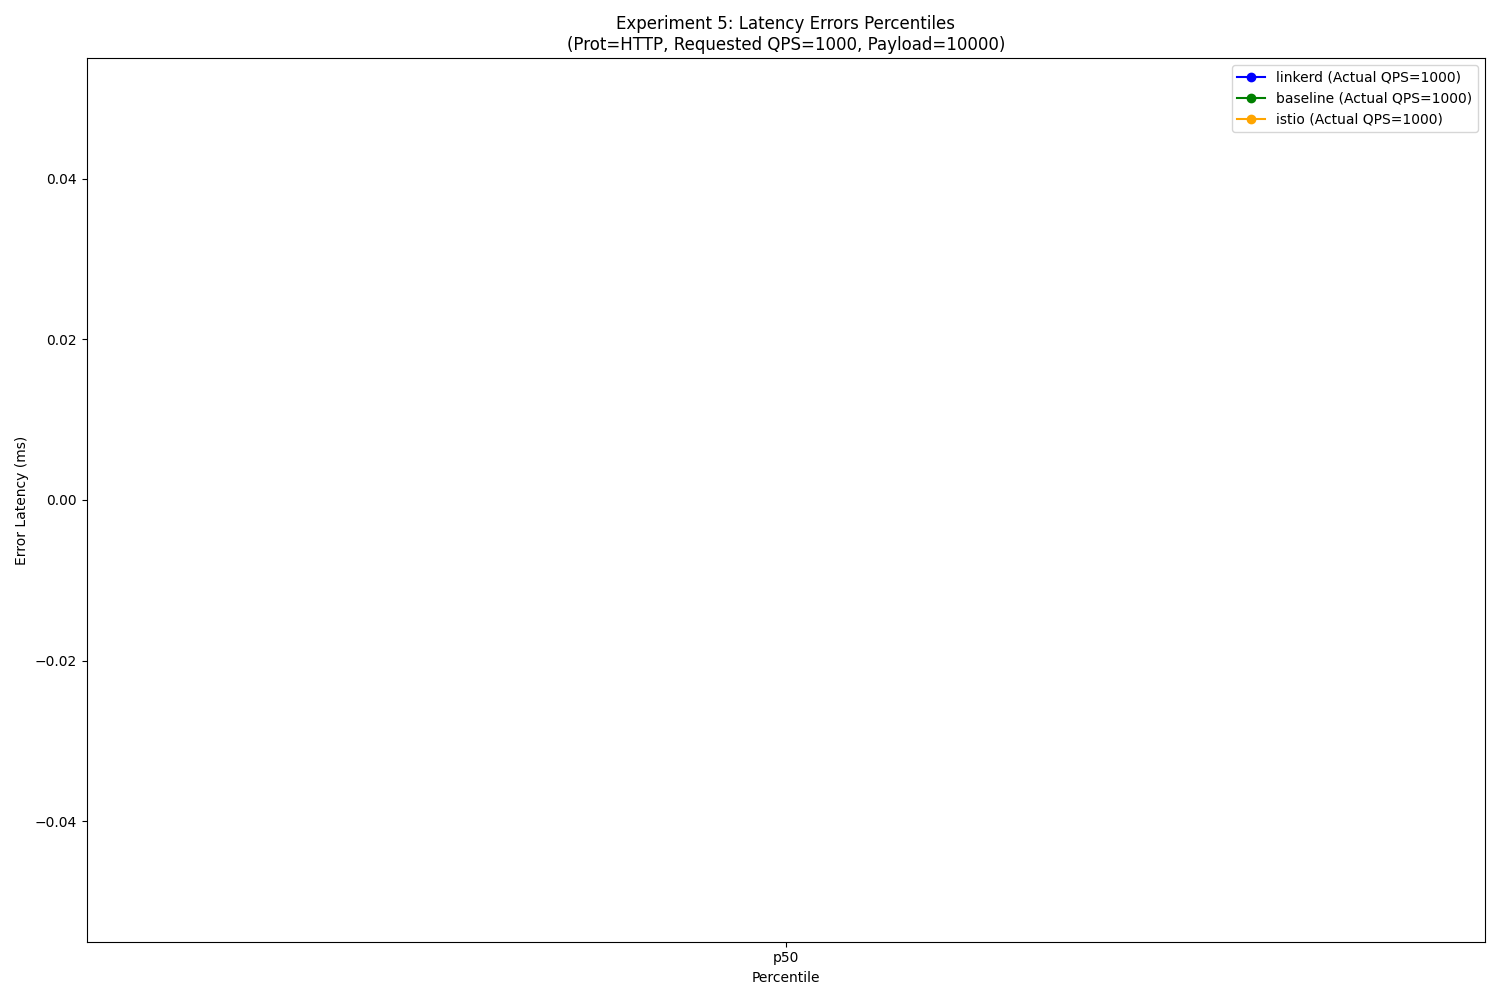 Experiment 5: Latency Errors Percentiles
(Prot=HTTP, Requested QPS=1000, Payload=10000)
linkerd (Actual QPS=1000)
baseline (Actual QPS=1000)
istio (Actual QPS=1000)
0.04
0.02
0.00
−0.02
−0.04
Error Latency (ms)
p50
Percentile